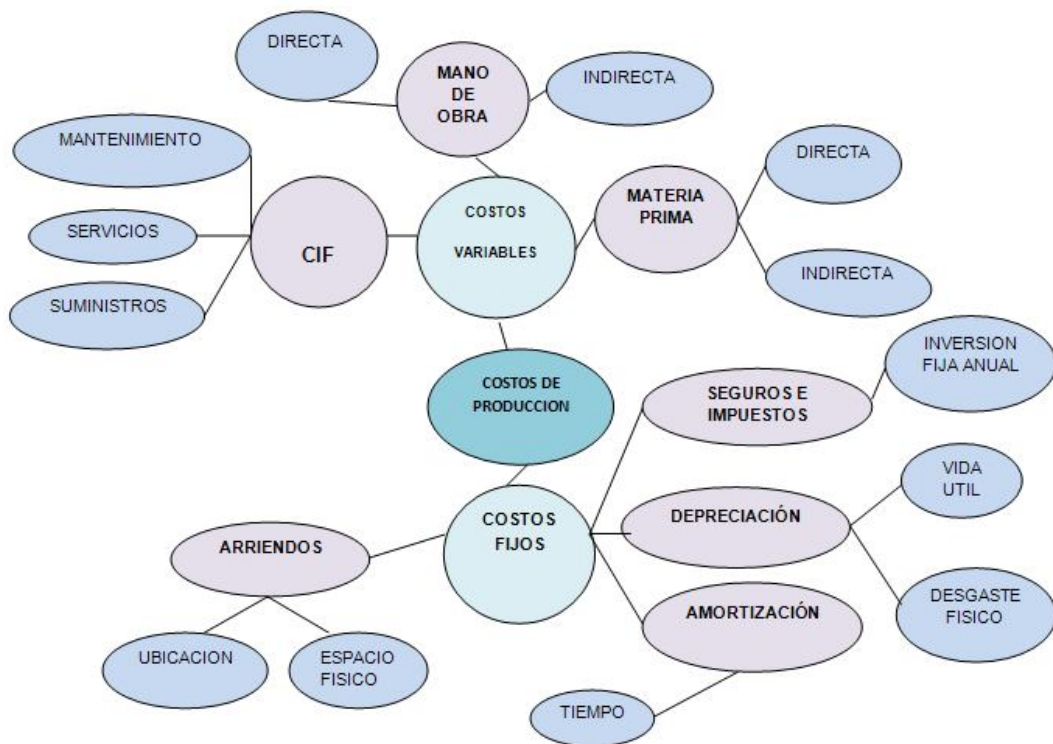 DIRECTA
MANO
DE
OBRA
INDIRECTA
MANTENIMIENTO
SERVICIOS
SUMINISTROS
CIF
COSTOS
VARIABLES
MATERIA
PRIMA
DIRECTA
INDIRECTA
COSTOS DE
PRODUCCION
SEGUROS E
IMPUESTOS
INVERSION
FIJA ANUAL
COSTOS
FIJOS
DEPRECIACIÓN
VIDA
UTIL
DESGASTE
FISICO
AMORTIZACIÓN
TIEMPO
ARRIENDOS
UBICACION
ESPACIO
FISICO